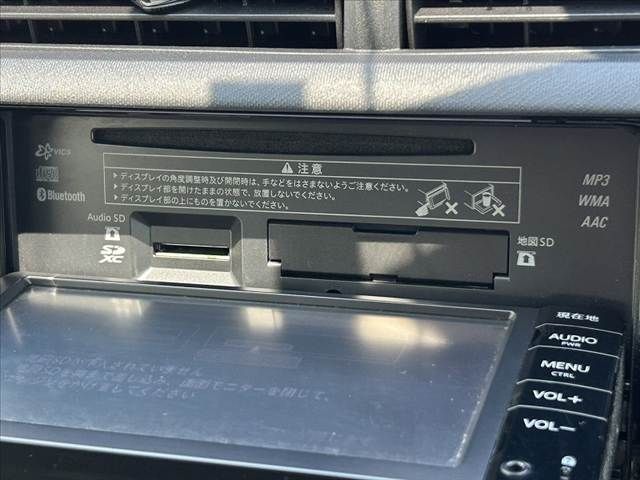 VICS
Bluetooth
⚠注意
▶ディスプレイの角度調整時及び開閉時は、手などをはさまないようご注意ください。
▶ディスプレイ部を開けたままの状態で、放置しないでください。
▶ディスプレイ部の上にものを置かないでください。
MP3
WMA
AAC
Audio SD
SD XC
地図SD
現在地
AUDIO
PWR
MENU
CTRL
VOL+
VOL−